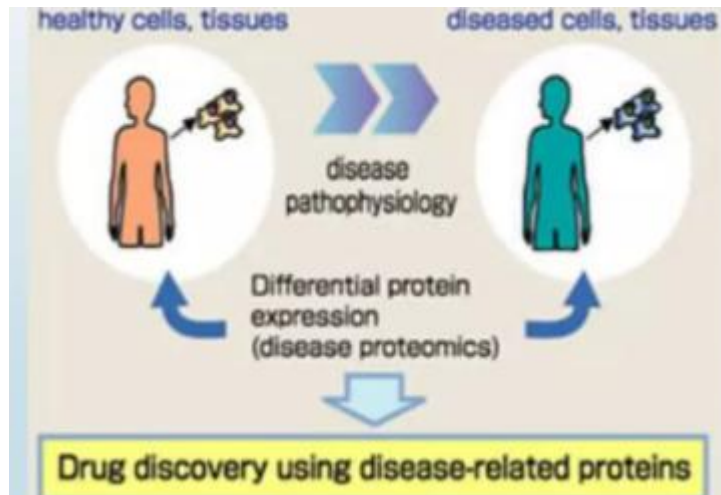 healthy cells, tissues
diseased cells, tissues
disease
pathophysiology
Differential protein
expression
(disease proteomics)
Drug discovery using disease-related proteins